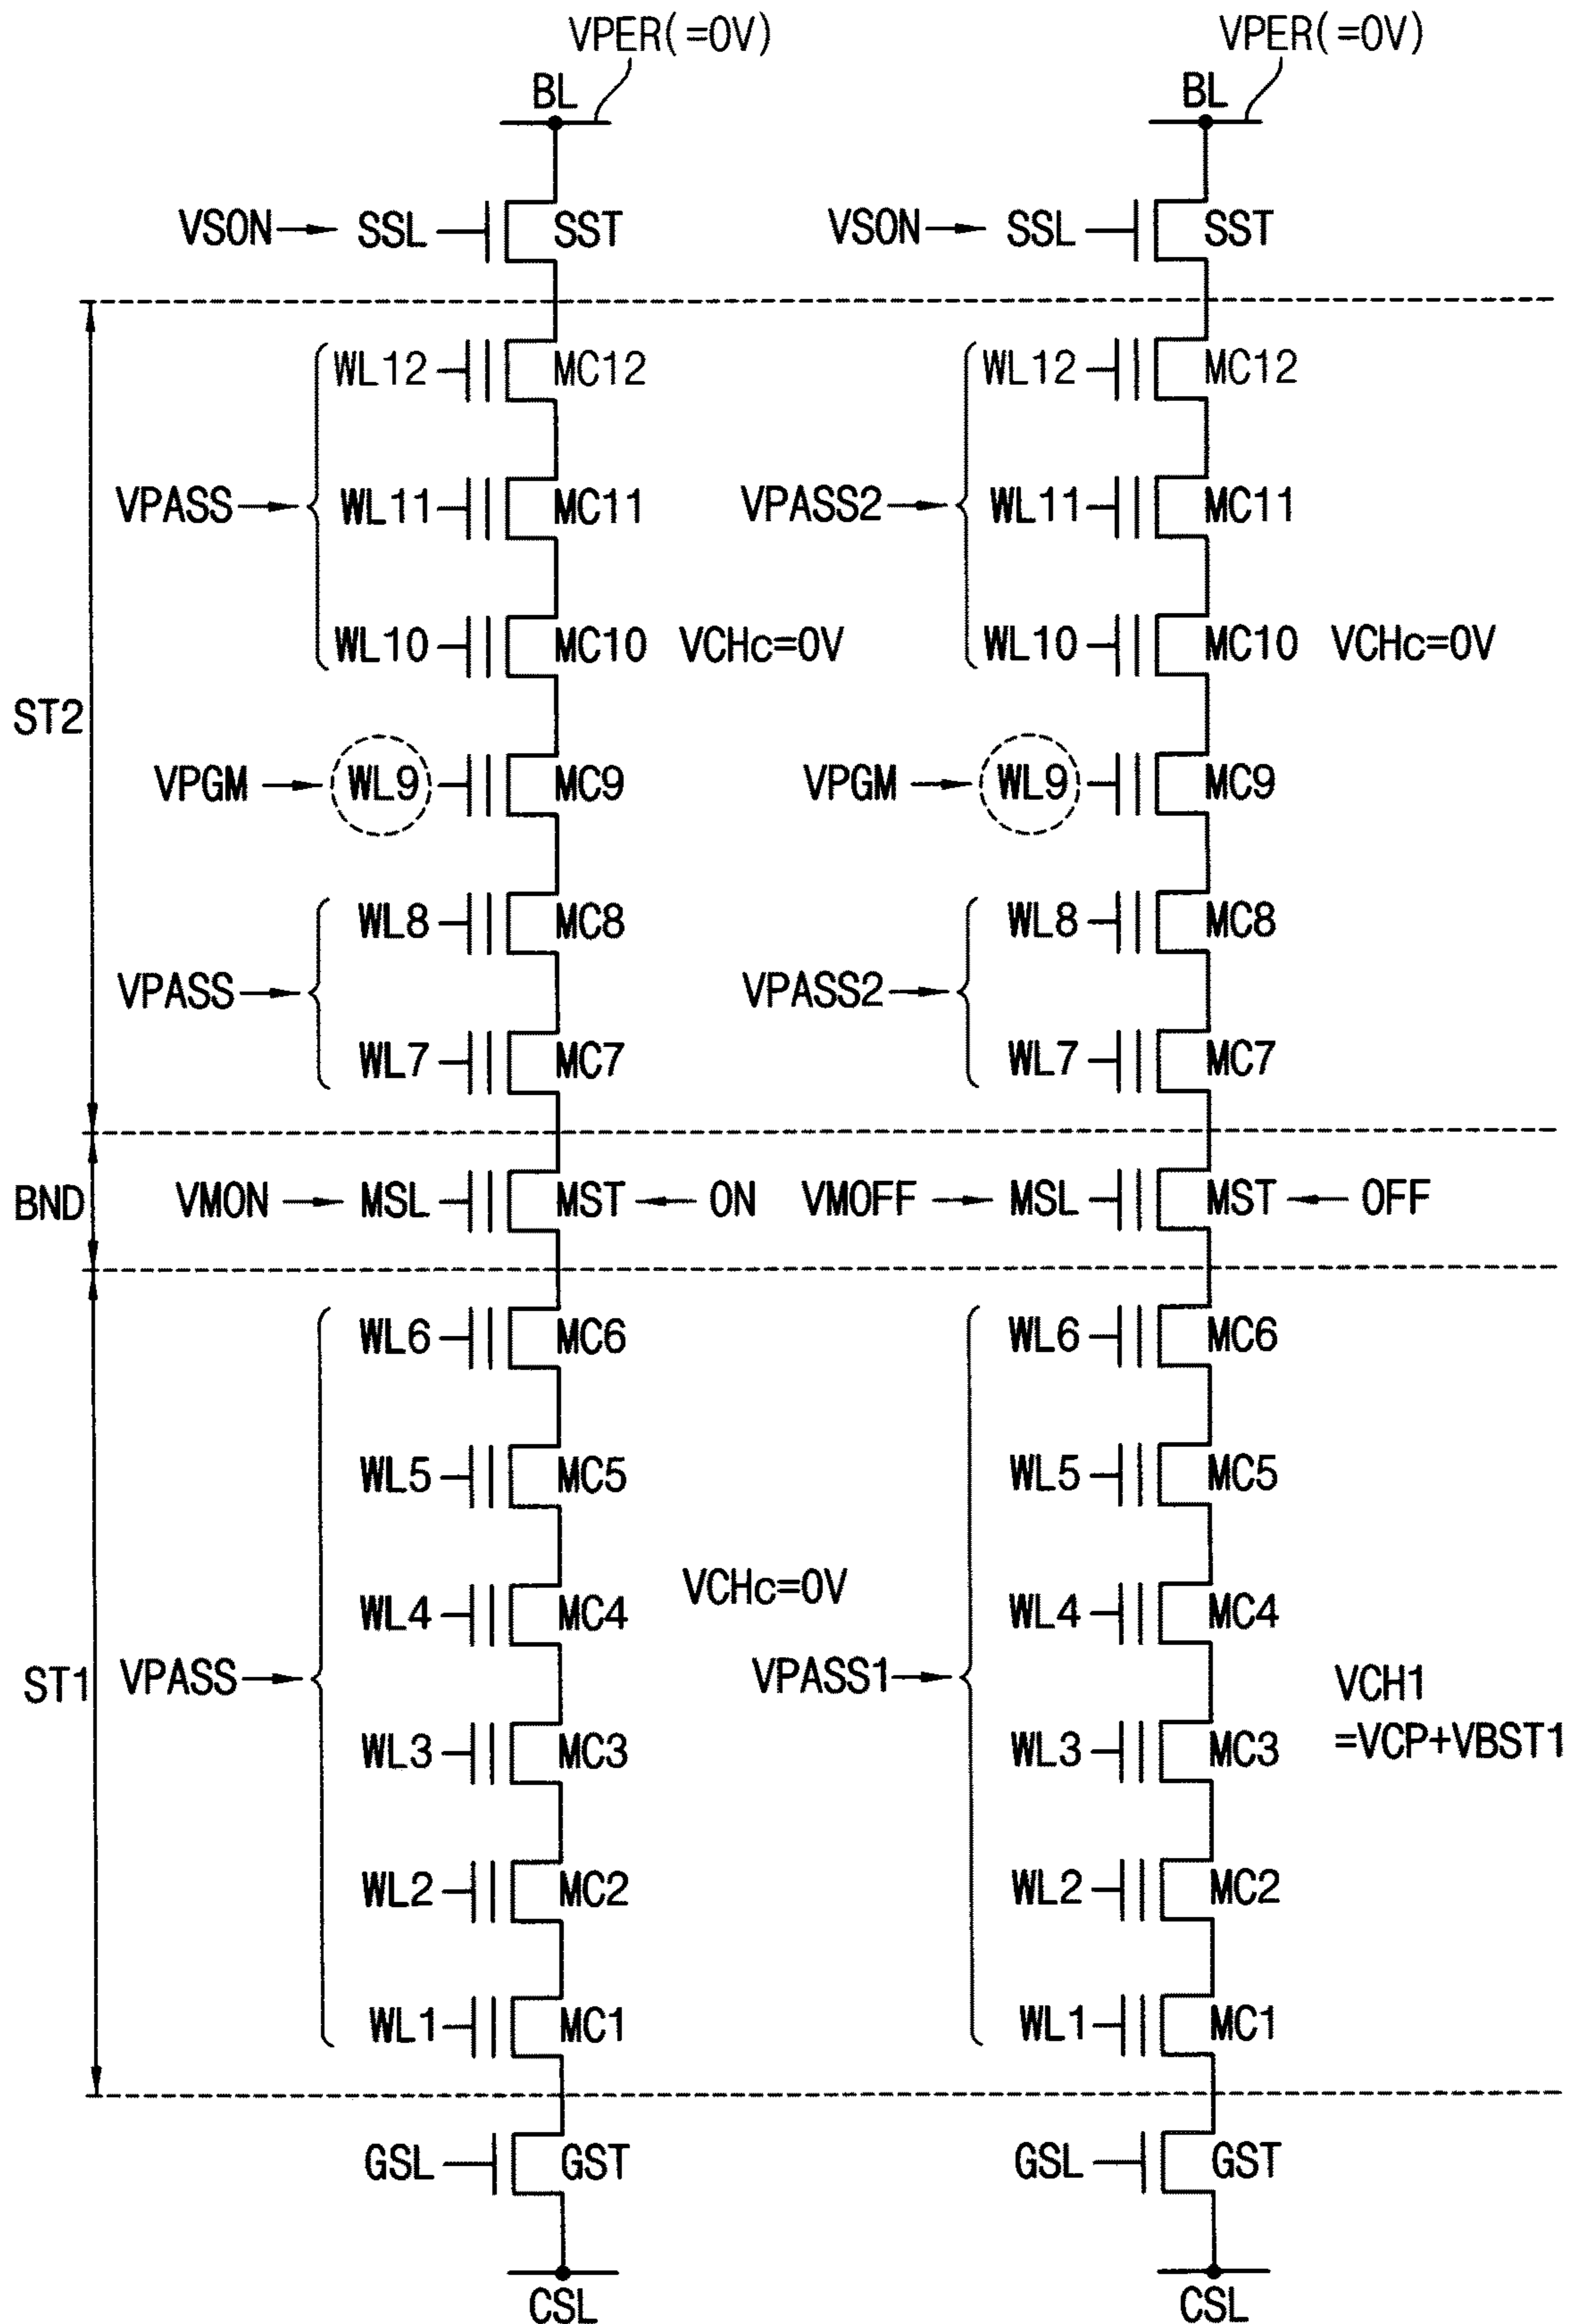 VPER(=0V) VPER(=0V)
BL BL
VSON SSL SST VSON SSL SST
WL12 MC12 WL12 MC12
VPASS WL11 MC11 VPASS2 WL11 MC11
WL10 MC10 VCHc=0V WL10 MC10 VCHc=0V
ST2
VPGM WL9 MC9 VPGM WL9 MC9
WL8 MC8 WL8 MC8
VPASS VPASS2
WL7 MC7 WL7 MC7
BND VMON MSL MST ON VMOFF MSL MST OFF
WL6 MC6 WL6 MC6
WL5 MC5 WL5 MC5
VCHc=0V
WL4 MC4 WL4 MC4
ST1 VPASS VPASS1 VCH1
=VCP+VBST1
WL3 MC3 WL3 MC3
WL2 MC2 WL2 MC2
WL1 MC1 WL1 MC1
GSL GST GSL GST
CSL CSL